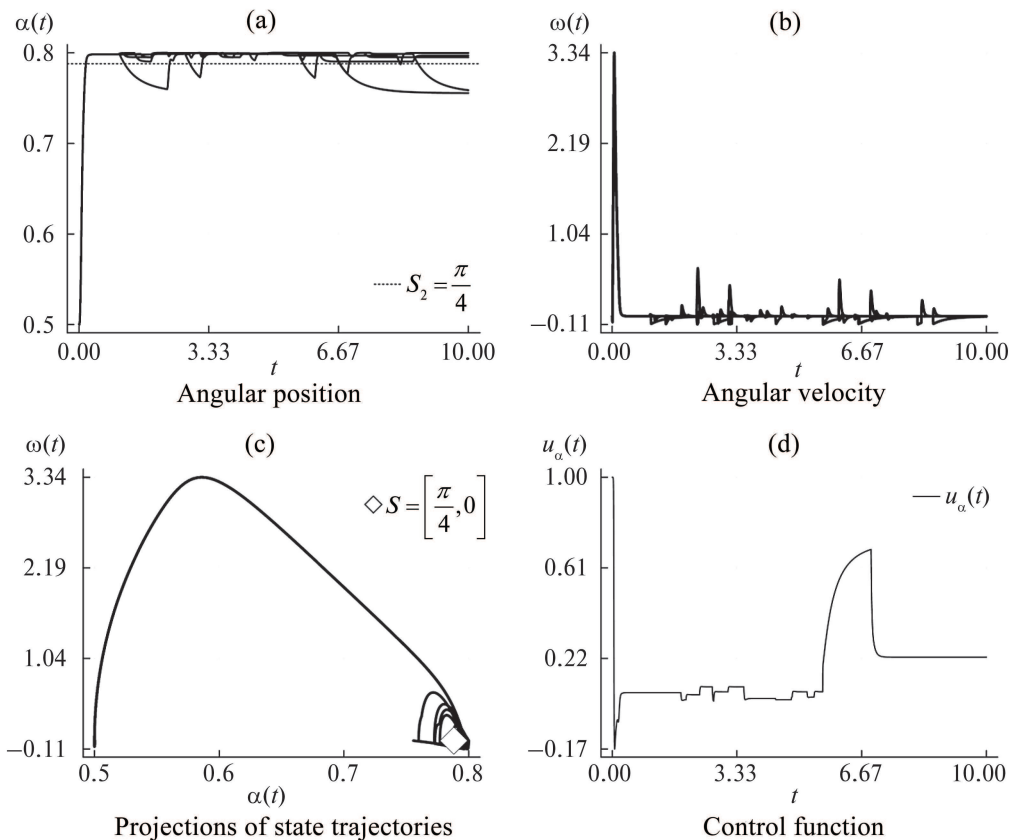 (a)
α(t)
0.8
0.7
0.6
0.5
S₂ = π/4
0.00 3.33 6.67 10.00
t
Angular position
(b)
ω(t)
3.34
2.19
1.04
−0.11
0.00 3.33 6.67 10.00
t
Angular velocity
(c)
ω(t)
3.34
2.19
1.04
−0.11
S = [π/4, 0]
0.5 0.6 0.7 0.8
α(t)
Projections of state trajectories
(d)
u_α(t)
1.00
0.61
0.22
−0.17
u_α(t)
0.00 3.33 6.67 10.00
t
Control function